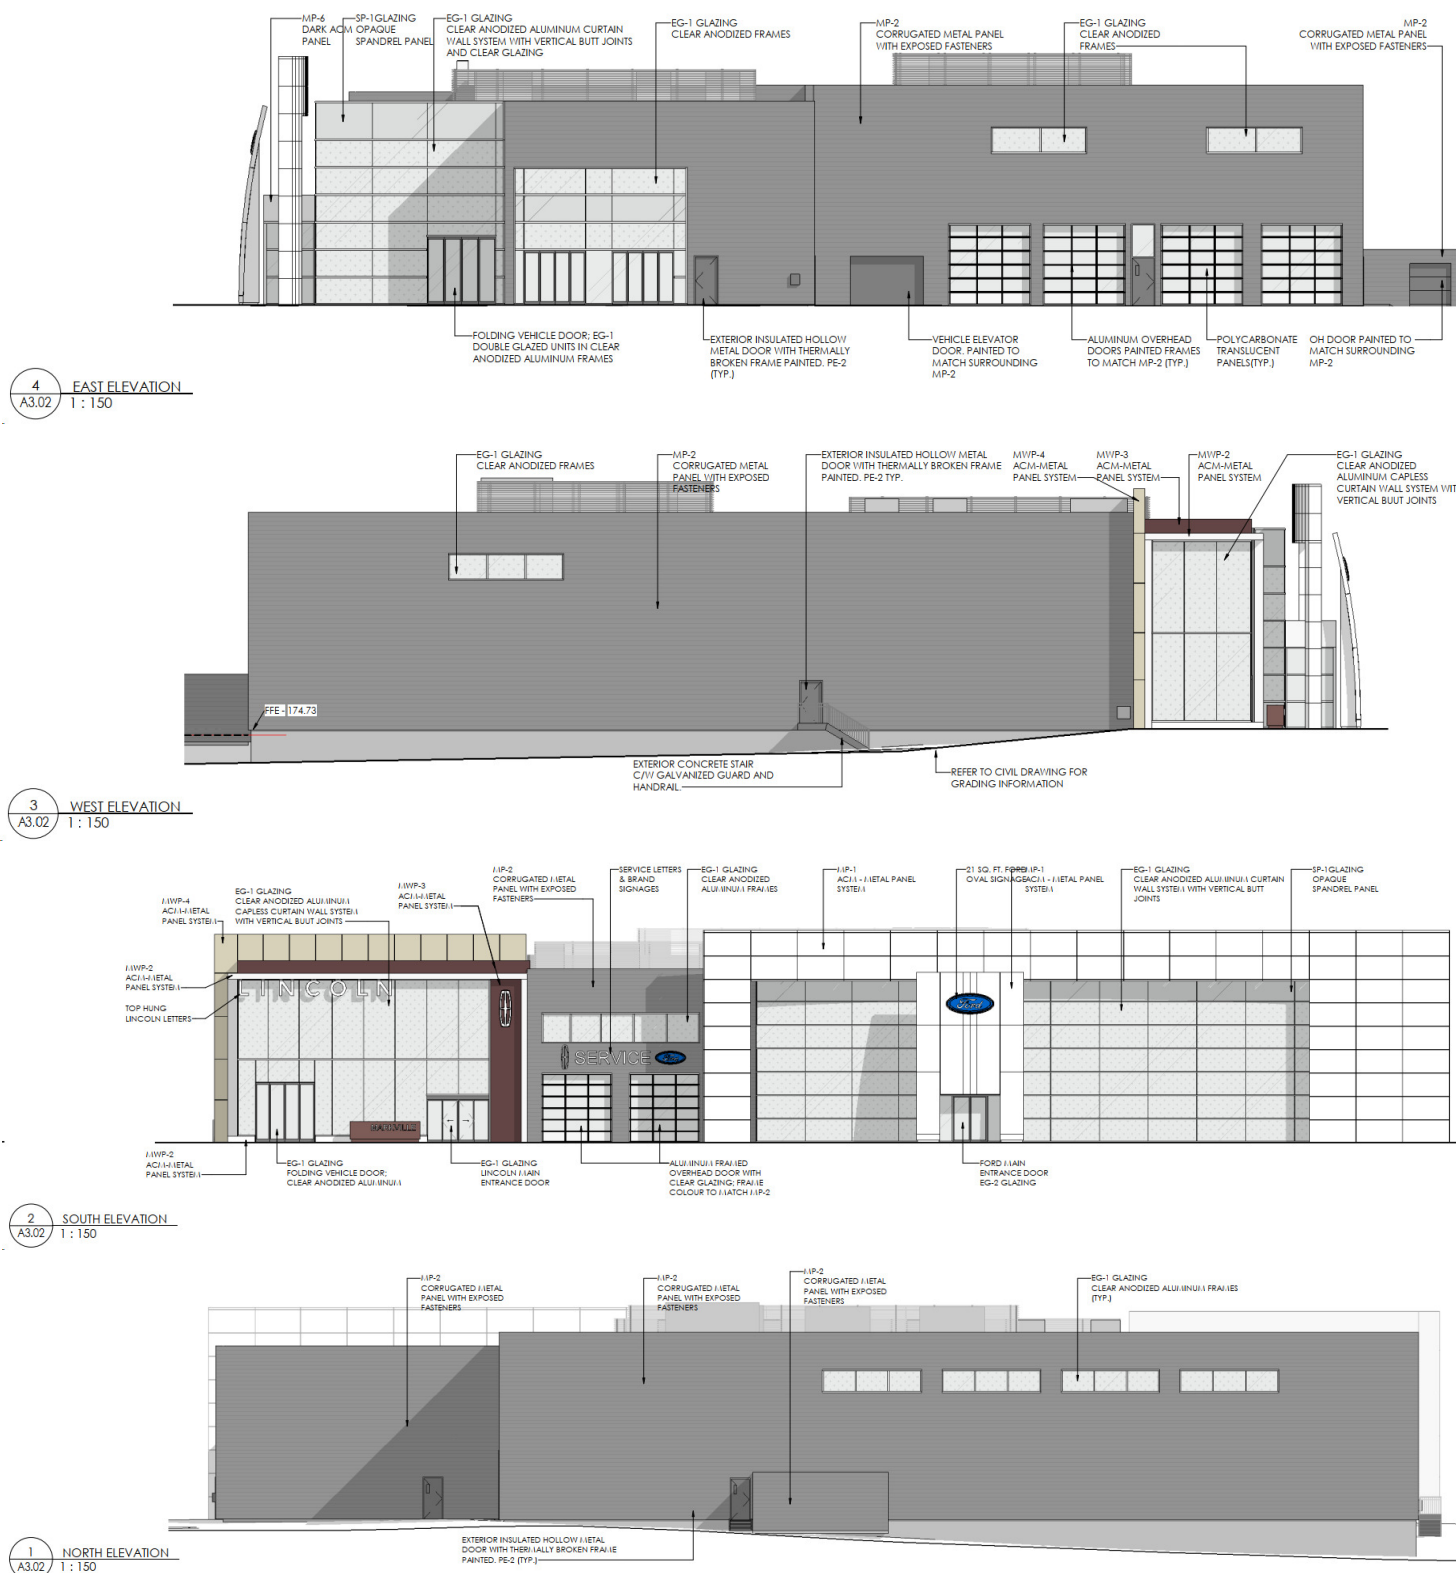 MP-6
DARK ACM
PANEL
SP-1GLAZING
OPAQUE
SPANDREL PANEL
EG-1 GLAZING
CLEAR ANODIZED ALUMINUM CURTAIN
WALL SYSTEM WITH VERTICAL BUTT JOINTS
AND CLEAR GLAZING
EG-1 GLAZING
CLEAR ANODIZED FRAMES
MP-2
CORRUGATED METAL PANEL
WITH EXPOSED FASTENERS
EG-1 GLAZING
CLEAR ANODIZED
FRAMES
MP-2
CORRUGATED METAL PANEL
WITH EXPOSED FASTENERS
FOLDING VEHICLE DOOR; EG-1
DOUBLE GLAZED UNITS IN CLEAR
ANODIZED ALUMINUM FRAMES
EXTERIOR INSULATED HOLLOW
METAL DOOR WITH THERMALLY
BROKEN FRAME PAINTED. PE-2
(TYP.)
VEHICLE ELEVATOR
DOOR. PAINTED TO
MATCH SURROUNDING
MP-2
ALUMINUM OVERHEAD
DOORS PAINTED FRAMES
TO MATCH MP-2 (TYP.)
POLYCARBONATE
TRANSLUCENT
PANELS(TYP.)
OH DOOR PAINTED TO
MATCH SURROUNDING
MP-2
4
A3.02
EAST ELEVATION
1 : 150
EG-1 GLAZING
CLEAR ANODIZED FRAMES
MP-2
CORRUGATED METAL
PANEL WITH EXPOSED
FASTENERS
EXTERIOR INSULATED HOLLOW METAL
DOOR WITH THERMALLY BROKEN FRAME
PAINTED. PE-2 TYP.
MWP-4
ACM-METAL
PANEL SYSTEM
MWP-3
ACM-METAL
PANEL SYSTEM
MWP-2
ACM-METAL
PANEL SYSTEM
EG-1 GLAZING
CLEAR ANODIZED
ALUMINUM CAPLESS
CURTAIN WALL SYSTEM WIT
VERTICAL BUUT JOINTS
FFE - 174.73
EXTERIOR CONCRETE STAIR
C/W GALVANIZED GUARD AND
HANDRAIL.
REFER TO CIVIL DRAWING FOR
GRADING INFORMATION
3
A3.02
WEST ELEVATION
1 : 150
MWP-4
ACM-METAL
PANEL SYSTEM
EG-1 GLAZING
CLEAR ANODIZED ALUMINUM
CAPLESS CURTAIN WALL SYSTEM
WITH VERTICAL BUUT JOINTS
MWP-3
ACM-METAL
PANEL SYSTEM
MP-2
CORRUGATED METAL
PANEL WITH EXPOSED
FASTENERS
SERVICE LETTERS
& BRAND
SIGNAGES
EG-1 GLAZING
CLEAR ANODIZED
ALUMINUM FRAMES
MP-1
ACM - METAL PANEL
SYSTEM
21 SQ. FT. FORD
OVAL SIGNAGE
MP-1
ACM - METAL PANEL
SYSTEM
EG-1 GLAZING
CLEAR ANODIZED ALUMINUM CURTAIN
WALL SYSTEM WITH VERTICAL BUTT
JOINTS
SP-1GLAZING
OPAQUE
SPANDREL PANEL
MWP-2
ACM-METAL
PANEL SYSTEM
TOP HUNG
LINCOLN LETTERS
LINCOLN
SERVICE
Ford
Ford
MARKVILLE
MWP-2
ACM-METAL
PANEL SYSTEM
EG-1 GLAZING
FOLDING VEHICLE DOOR;
CLEAR ANODIZED ALUMINUM
EG-1 GLAZING
LINCOLN MAIN
ENTRANCE DOOR
ALUMINUM FRAMED
OVERHEAD DOOR WITH
CLEAR GLAZING; FRAME
COLOUR TO MATCH MP-2
FORD MAIN
ENTRANCE DOOR
EG-2 GLAZING
2
A3.02
SOUTH ELEVATION
1 : 150
MP-2
CORRUGATED METAL
PANEL WITH EXPOSED
FASTENERS
MP-2
CORRUGATED METAL
PANEL WITH EXPOSED
FASTENERS
MP-2
CORRUGATED METAL
PANEL WITH EXPOSED
FASTENERS
EG-1 GLAZING
CLEAR ANODIZED ALUMINUM FRAMES
(TYP.)
EXTERIOR INSULATED HOLLOW METAL
DOOR WITH THERMALLY BROKEN FRAME
PAINTED. PE-2 (TYP.)
1
A3.02
NORTH ELEVATION
1 : 150